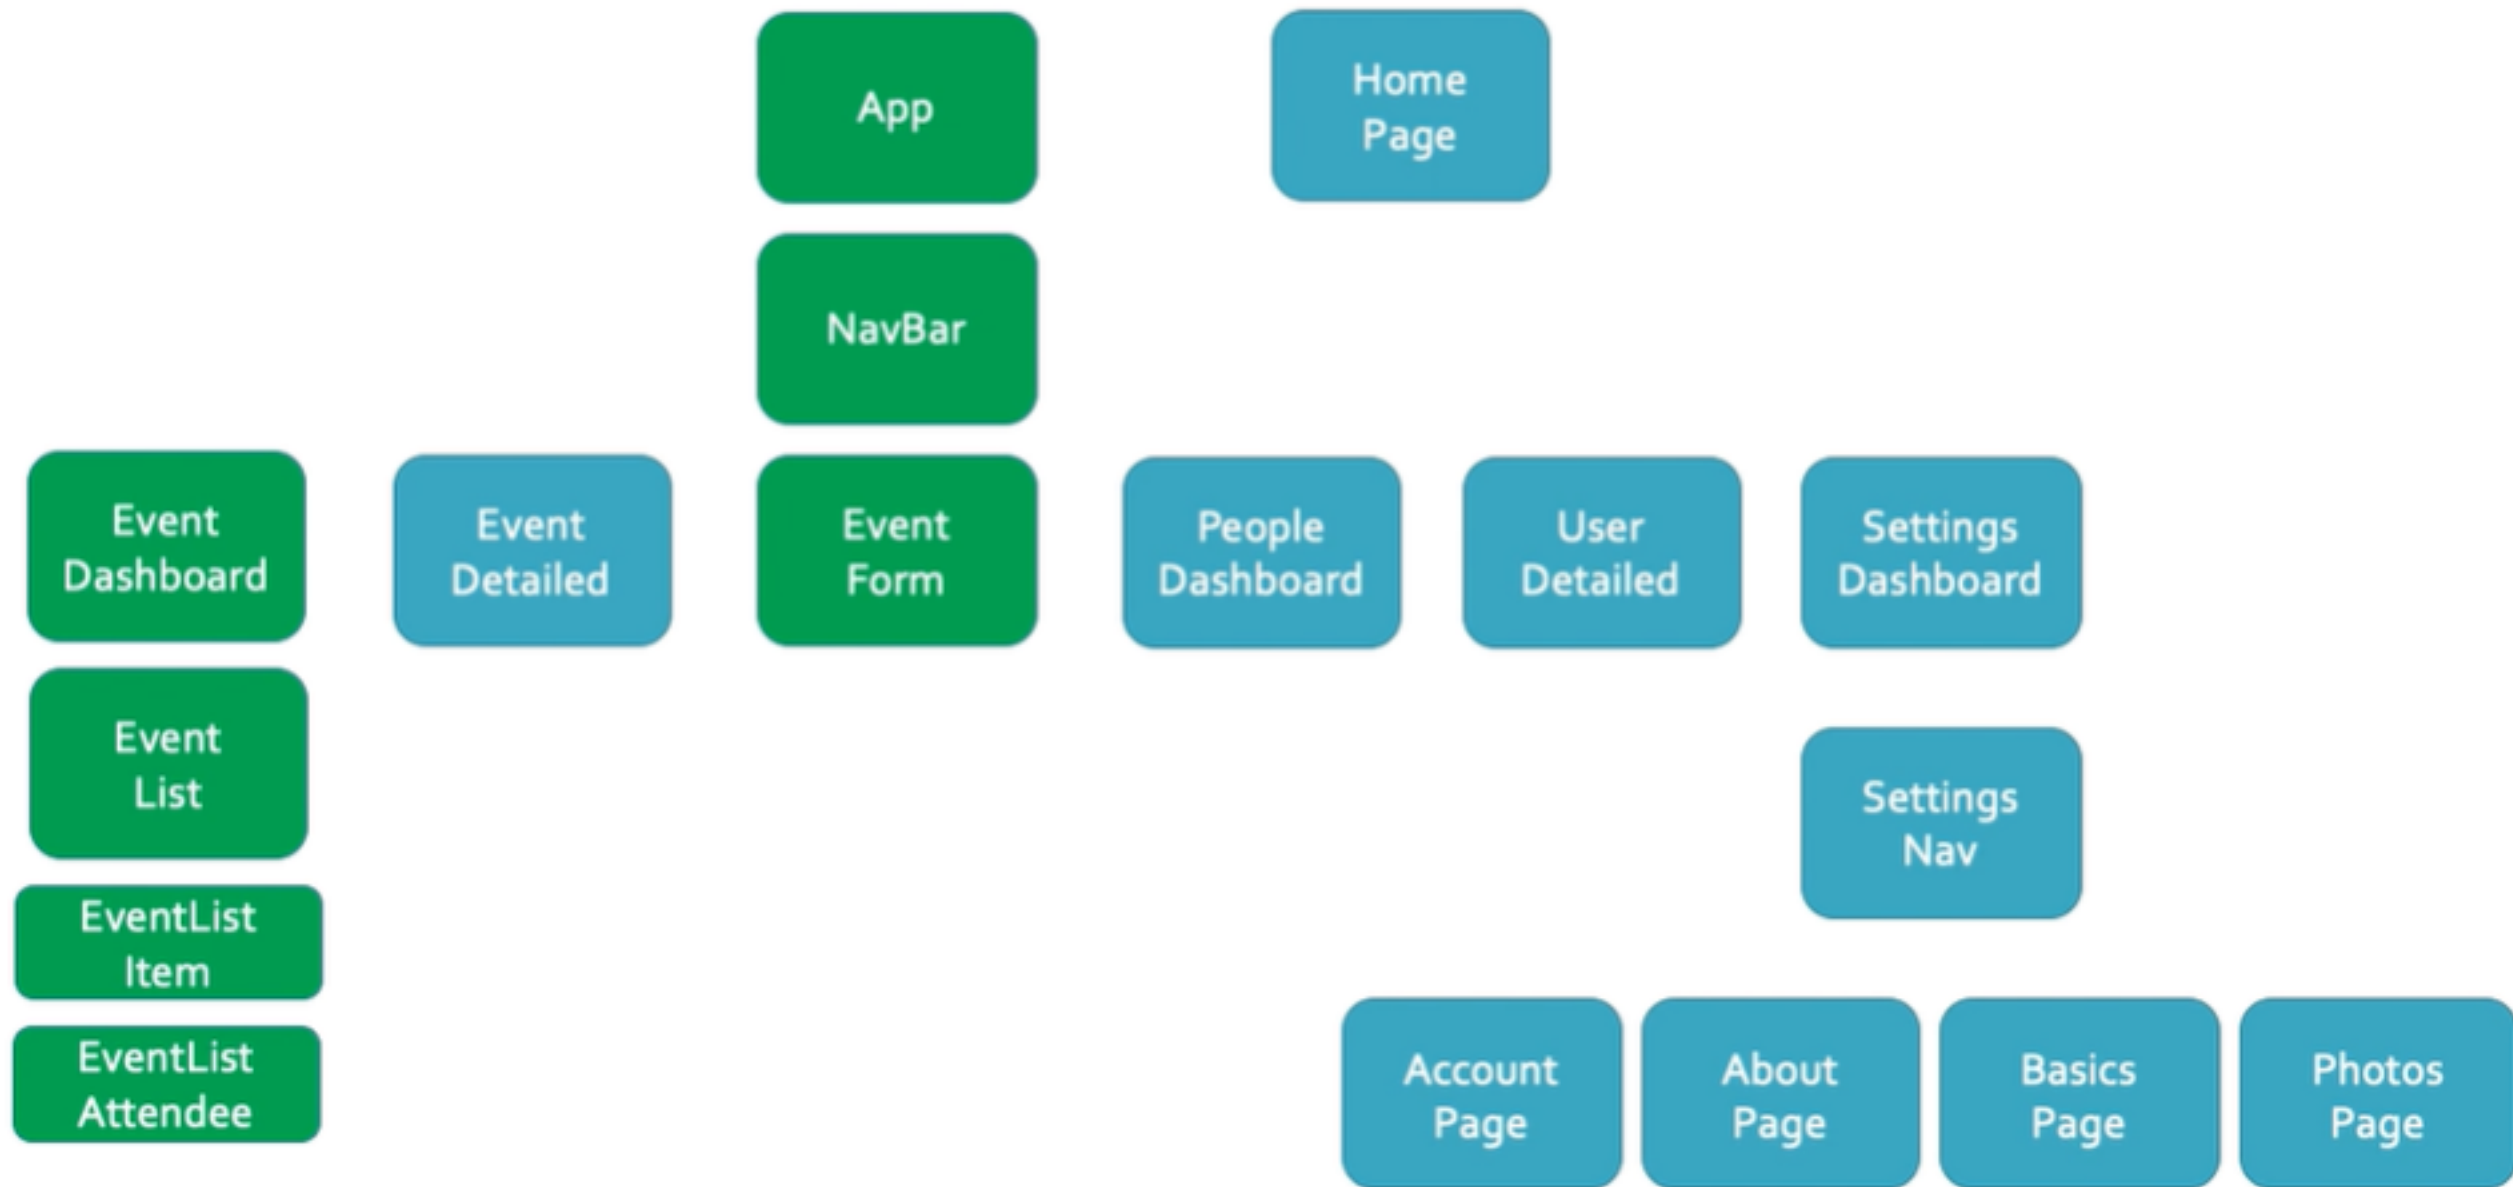 App
Home
Page
NavBar
Event
Dashboard
Event
Detailed
Event
Form
People
Dashboard
User
Detailed
Settings
Dashboard
Event
List
Settings
Nav
EventList
Item
EventList
Attendee
Account
Page
About
Page
Basics
Page
Photos
Page